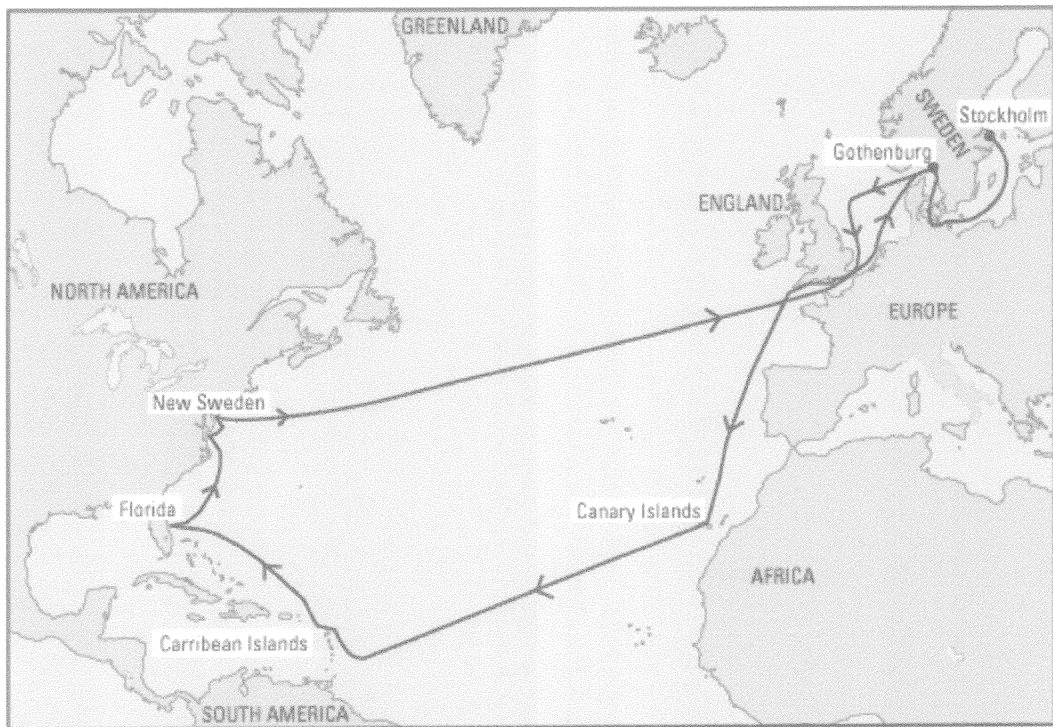 GREENLAND
SWEDEN
Stockholm
Gothenburg
ENGLAND
NORTH AMERICA
EUROPE
New Sweden
Florida
Canary Islands
AFRICA
Carribean Islands
SOUTH AMERICA